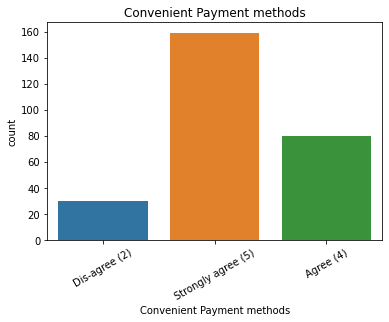 Convenient Payment methods
160
140
120
100
80
60
40
20
0
count
Dis-agree (2)
Strongly agree (5)
Agree (4)
Convenient Payment methods